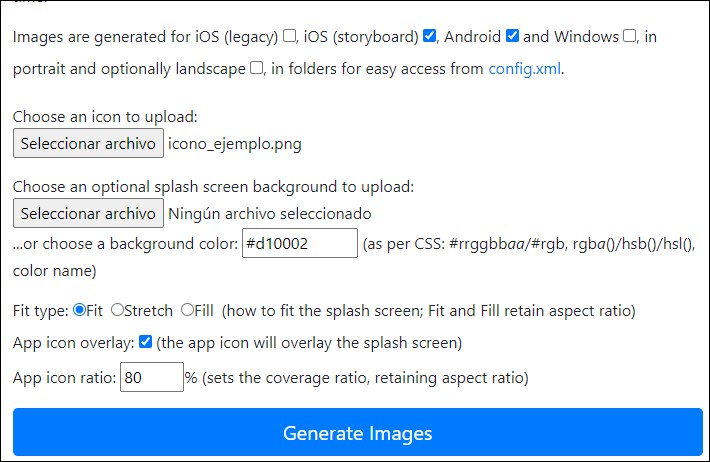 Images are generated for iOS (legacy) , iOS (storyboard) , Android and Windows , in
portrait and optionally landscape , in folders for easy access from config.xml.
Choose an icon to upload:
Seleccionar archivo icono_ejemplo.png
Choose an optional splash screen background to upload:
Seleccionar archivo Ningún archivo seleccionado
...or choose a background color: #d10002 (as per CSS: #rrggbbaa/#rgb, rgba()/hsb()/hsl(),
color name)
Fit type: Fit Stretch Fill (how to fit the splash screen; Fit and Fill retain aspect ratio)
App icon overlay: (the app icon will overlay the splash screen)
App icon ratio: 80 % (sets the coverage ratio, retaining aspect ratio)
Generate Images